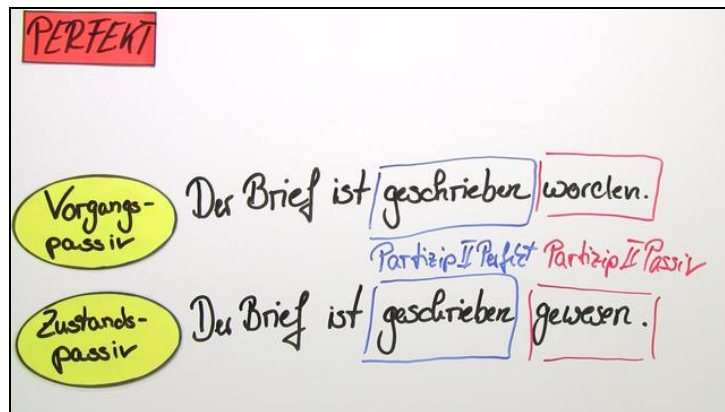 PERFEKT
Vorgangs-
passiv
Der Brief ist geschrieben worden.
Partizip II Perfekt Partizip II Passiv
Zustands-
passiv
Der Brief ist geschrieben gewesen.